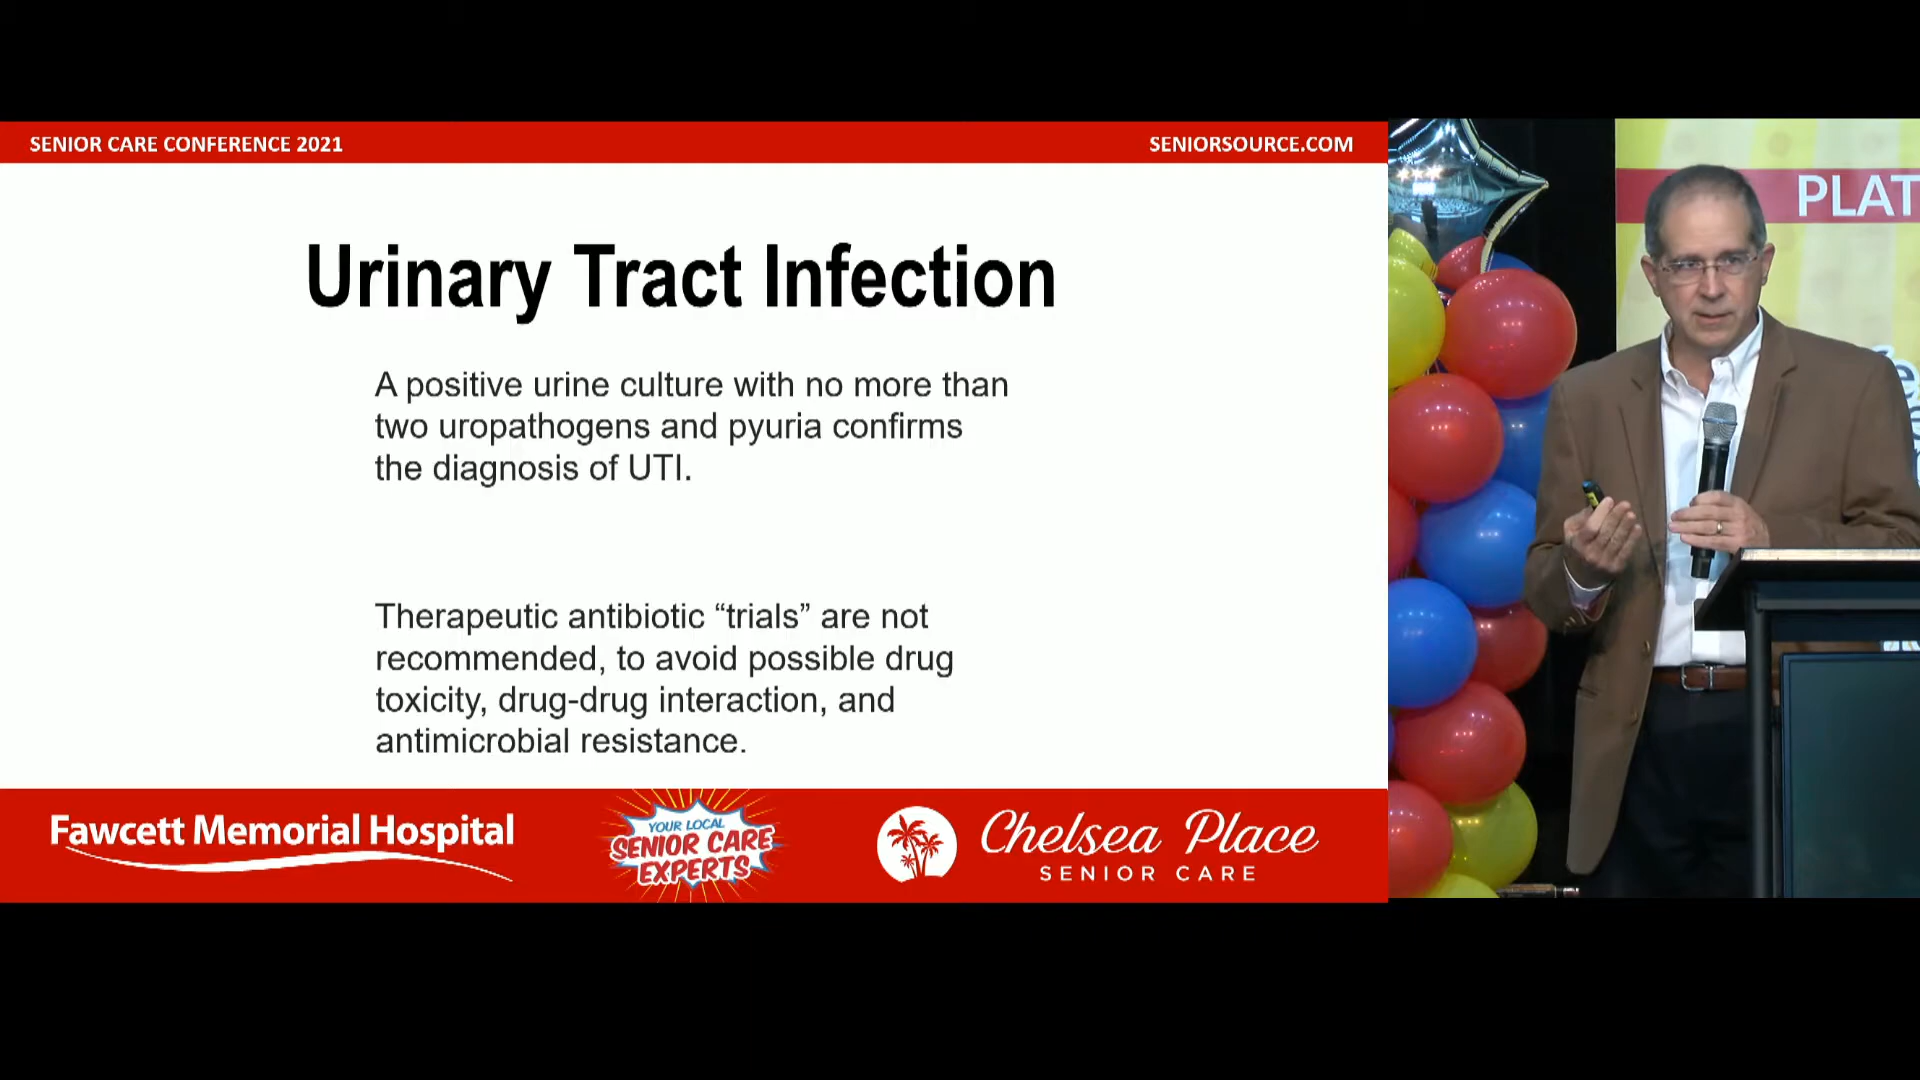 SENIOR CARE CONFERENCE 2021
SENIORSOURCE.COM
Urinary Tract Infection
A positive urine culture with no more than
two uropathogens and pyuria confirms
the diagnosis of UTI.
Therapeutic antibiotic “trials” are not
recommended, to avoid possible drug
toxicity, drug-drug interaction, and
antimicrobial resistance.
Fawcett Memorial Hospital
YOUR LOCAL
SENIOR CARE
EXPERTS
Chelsea Place
SENIOR CARE
PLAT